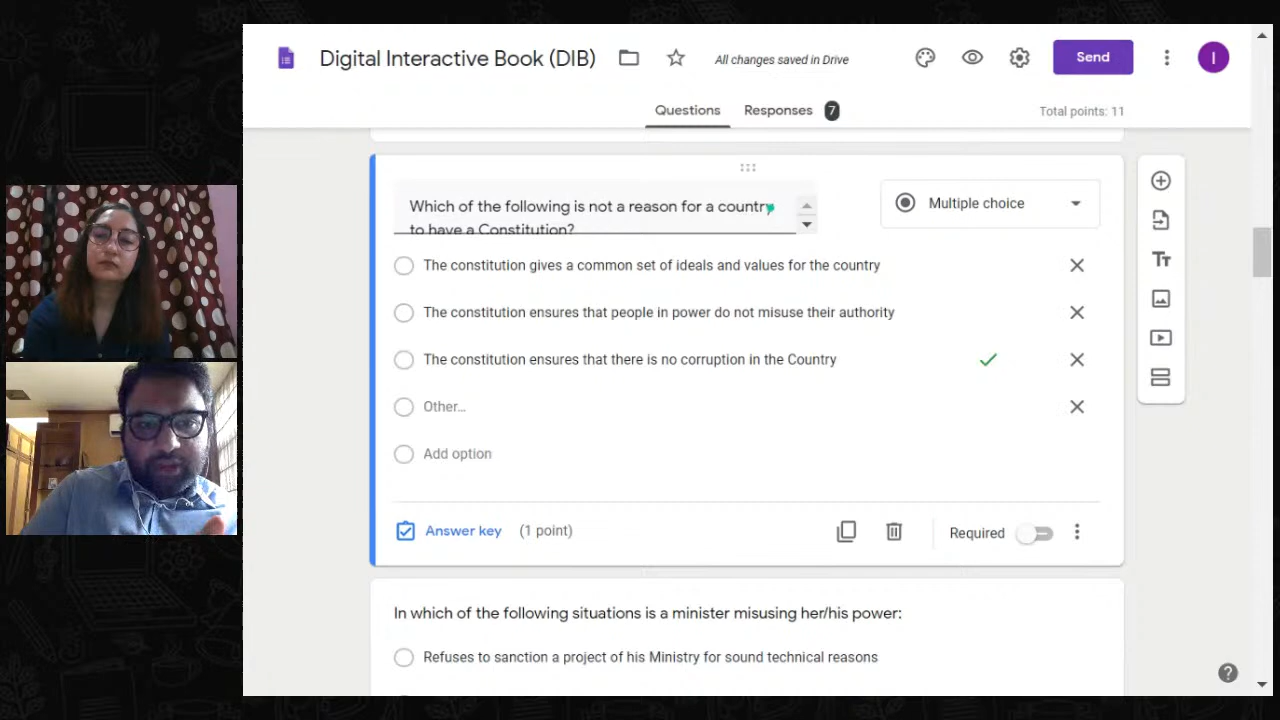 Digital Interactive Book (DIB)
All changes saved in Drive
Send
I
Questions
Responses 7
Total points: 11
Which of the following is not a reason for a country
to have a Constitution?
Multiple choice
The constitution gives a common set of ideals and values for the country
The constitution ensures that people in power do not misuse their authority
The constitution ensures that there is no corruption in the Country
Other...
Add option
Answer key (1 point)
Required
In which of the following situations is a minister misusing her/his power:
Refuses to sanction a project of his Ministry for sound technical reasons